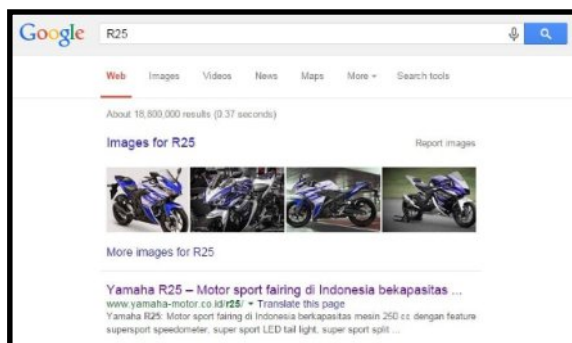 Google R25
Web Images Videos News Maps More Search tools
About 18,800,000 results (0.37 seconds)
Images for R25 Report images
More images for R25
Yamaha R25 – Motor sport fairing di Indonesia bekapasitas ...
www.yamaha-motor.co.id/r25/ Translate this page
Yamaha R25: Motor sport fairing di Indonesia berkapasitas mesin 250 cc dengan feature
supersport speedometer, super sport LED tail light, super sport split ...